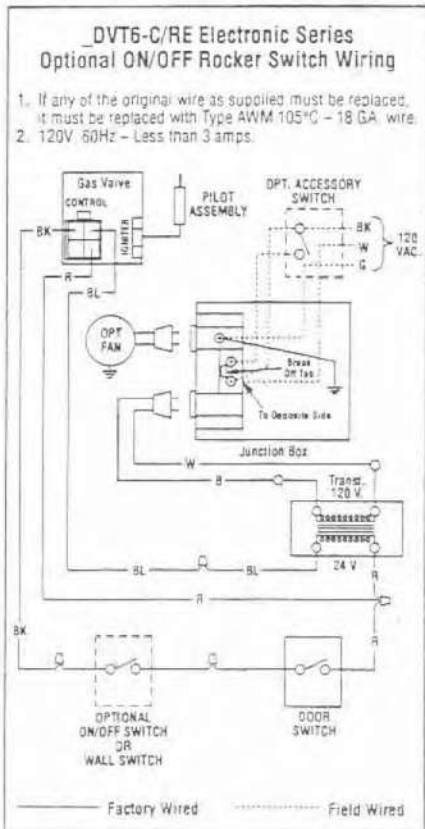 _DVT6-C/RE Electronic Series
Optional ON/OFF Rocker Switch Wiring
1. If any of the original wire as supplied must be replaced,
it must be replaced with Type AWM 105°C – 18 GA. wire.
2. 120V, 60Hz – Less than 3 amps.
Gas Valve
CONTROL
IGNITER
PILOT
ASSEMBLY
OPT. ACCESSORY
SWITCH
BK
W
G
120
VAC.
BK
R
BL
OPT
FAN
Break
Off Tab
To Opposite Side
Junction Box
W
B
Transf.
120 V.
24 V
BL
BL
R
R
R
BK
OPTIONAL
ON/OFF SWITCH
OR
WALL SWITCH
DOOR
SWITCH
Factory Wired
Field Wired